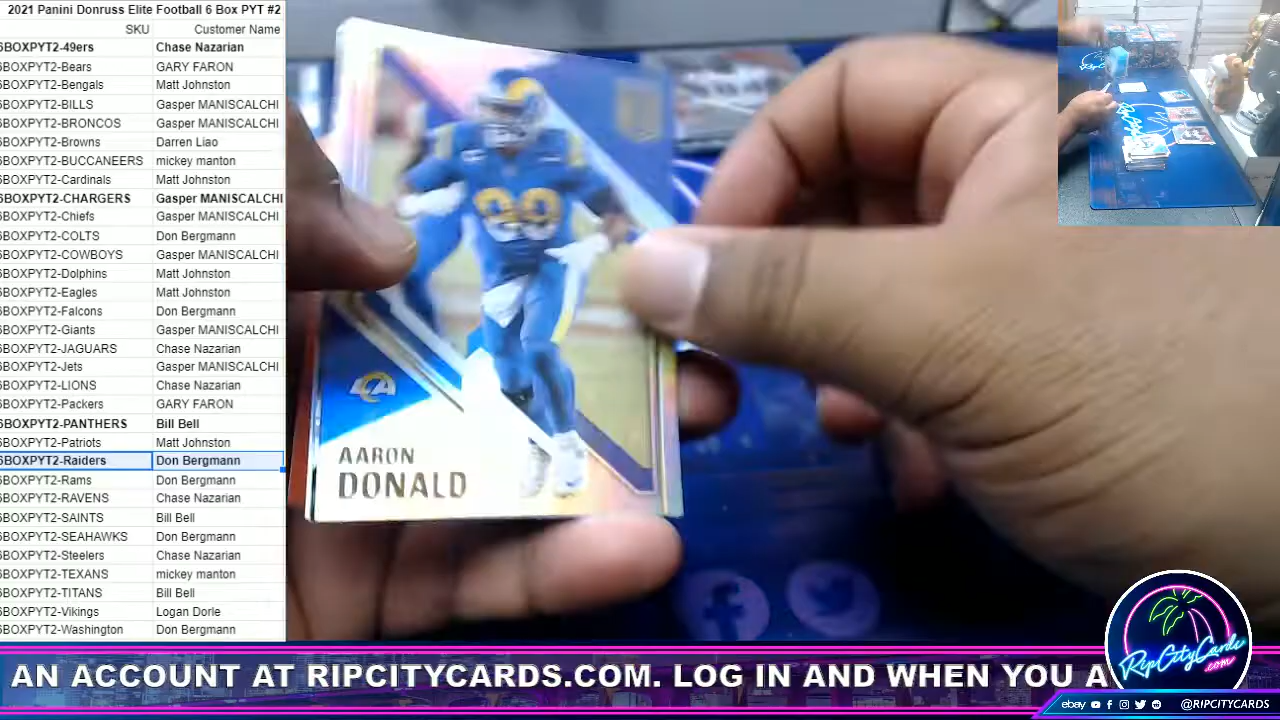 2021 Panini Donruss Elite Football 6 Box PYT #2
SKU Customer Name
6BOXPYT2-49ers Chase Nazarian
6BOXPYT2-Bears GARY FARON
6BOXPYT2-Bengals Matt Johnston
6BOXPYT2-BILLS Gasper MANISCALCHI
6BOXPYT2-BRONCOS Gasper MANISCALCHI
6BOXPYT2-Browns Darren Liao
6BOXPYT2-BUCCANEERS mickey manton
6BOXPYT2-Cardinals Matt Johnston
6BOXPYT2-CHARGERS Gasper MANISCALCHI
6BOXPYT2-Chiefs Gasper MANISCALCHI
6BOXPYT2-COLTS Don Bergmann
6BOXPYT2-COWBOYS Gasper MANISCALCHI
6BOXPYT2-Dolphins Matt Johnston
6BOXPYT2-Eagles Matt Johnston
6BOXPYT2-Falcons Don Bergmann
6BOXPYT2-Giants Gasper MANISCALCHI
6BOXPYT2-JAGUARS Chase Nazarian
6BOXPYT2-Jets Gasper MANISCALCHI
6BOXPYT2-LIONS Chase Nazarian
6BOXPYT2-Packers GARY FARON
6BOXPYT2-PANTHERS Bill Bell
6BOXPYT2-Patriots Matt Johnston
6BOXPYT2-Raiders Don Bergmann
6BOXPYT2-Rams Don Bergmann
6BOXPYT2-RAVENS Chase Nazarian
6BOXPYT2-SAINTS Bill Bell
6BOXPYT2-SEAHAWKS Don Bergmann
6BOXPYT2-Steelers Chase Nazarian
6BOXPYT2-TEXANS mickey manton
6BOXPYT2-TITANS Bill Bell
6BOXPYT2-Vikings Logan Dorle
6BOXPYT2-Washington Don Bergmann
99
AARON
DONALD
AN ACCOUNT AT RIPCITYCARDS.COM. LOG IN AND WHEN YOU A
RipCityCards
.com
ebay @RIPCITYCARDS